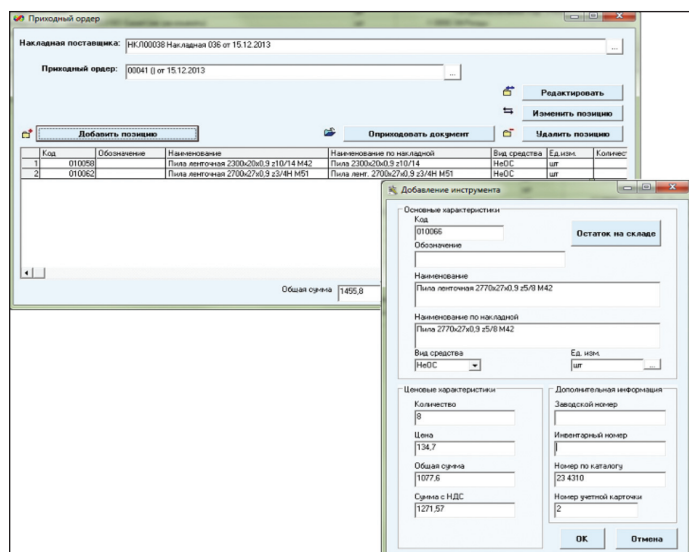 Приходный ордер
Накладная поставщика: НКЛ00038 Накладная 036 от 15.12.2013 ...
Приходный ордер: 00041 () от 15.12.2013 ...
Редактировать
Изменить позицию
Добавить позицию Оприходовать документ Удалить позицию
Код Обозначение Наименование Наименование по накладной Вид средства Ед.изм. Количест
1 010058 Пила ленточная 2300x20x0,9 z10/14 M42 Пила 2300x20x0,9 z10/14 НеОС шт
2 010062 Пила ленточная 2700x27x0,9 z3/4H M51 Пила лент. 2700x27x0,9 z3/4H M51 НеОС шт
Общая сумма 1455,8
Добавление инструмента
Основные характеристики
Код
010066 Остаток на складе
Обозначение
Наименование
Пила ленточная 2770x27x0,9 z5/8 M42
Наименование по накладной
Пила 2770x27x0,9 z5/8 M42
Вид средства Ед. изм.
НеОС шт ...
Ценовые характеристики Дополнительная информация
Количество Заводской номер
8
Цена Инвентарный номер
134,7
Общая сумма Номер по каталогу
1077,6 23 4310
Сумма с НДС Номер учетной карточки
1271,57 2
OK Отмена